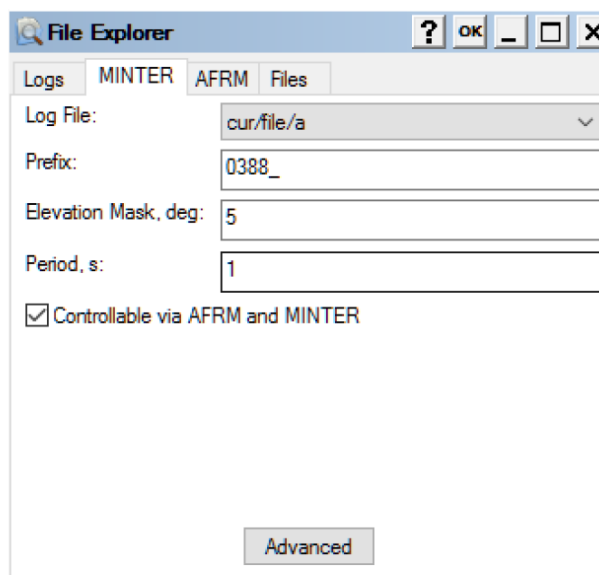 File Explorer ? OK
Logs MINTER AFRM Files
Log File: cur/file/a
Prefix: 0388_
Elevation Mask, deg: 5
Period, s: 1
Controllable via AFRM and MINTER
Advanced